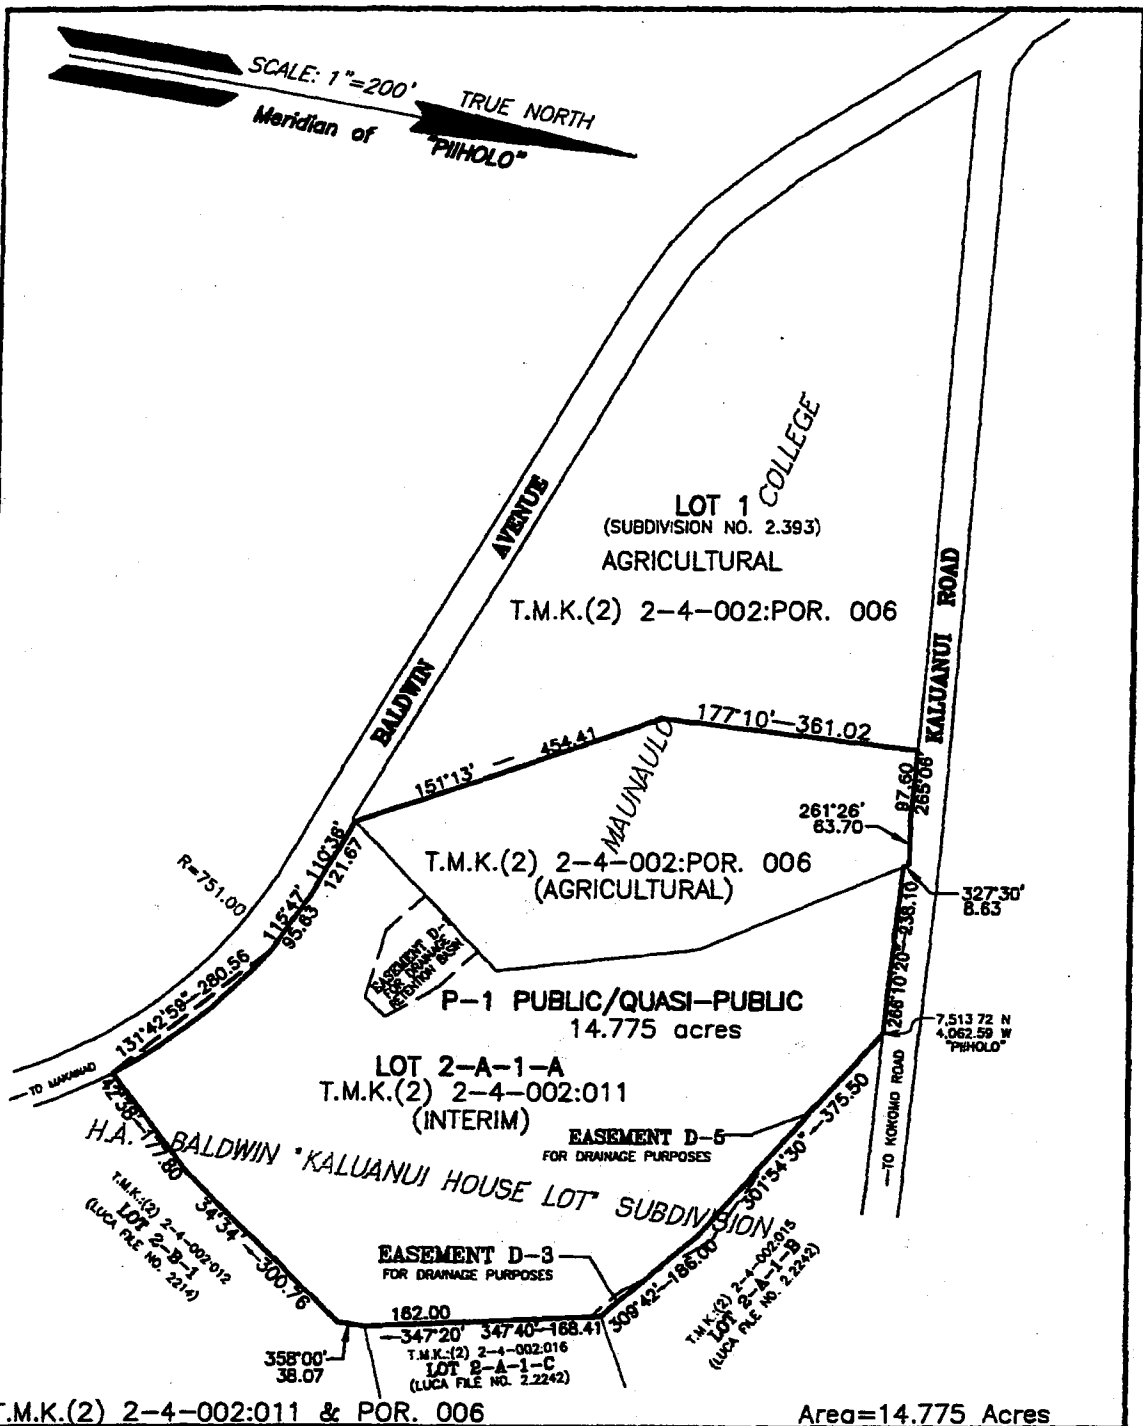 SCALE: 1"=200'
TRUE NORTH
Meridian of "PIIHOLO"
COLLEGE
LOT 1
(SUBDIVISION NO. 2.393)
AGRICULTURAL
T.M.K.(2) 2-4-002:POR. 006
BALDWIN AVENUE
KALUANUI ROAD
177°10'-361.02
151°13' - 454.41
MAUNAULO
97.60
265°06'
261°26'
63.70
T.M.K.(2) 2-4-002:POR. 006
(AGRICULTURAL)
327°30'
8.63
110°36'
121.67
R=751.00
115°47'
95.63
131°42'59"-280.56
266°10'20"-238.10
EASEMENT D-
FOR DRAINAGE
RETENTION BASIN
P-1 PUBLIC/QUASI-PUBLIC
14.775 acres
7,513.72 N
4,062.59 W
"PIIHOLO"
TO MAKAWAO
TO KOKOMO ROAD
LOT 2-A-1-A
T.M.K.(2) 2-4-002:011
(INTERIM)
42°38'-177.80
H.A. BALDWIN "KALUANUI HOUSE LOT" SUBDIVISION
EASEMENT D-5
FOR DRAINAGE PURPOSES
301°54'30"-375.50
T.M.K.:(2) 2-4-002:012
LOT 2-B-1
(LUCA FILE NO. 2214)
34°34'-300.76
EASEMENT D-3
FOR DRAINAGE PURPOSES
309°42'-186.00
T.M.K.:(2) 2-4-002:015
LOT 2-A-1-B
(LUCA FILE NO. 2.2242)
162.00
347°20'
347°40'-168.41
358°00'
38.07
T.M.K.:(2) 2-4-002:016
LOT 2-A-1-C
(LUCA FILE NO. 2.2242)
T.M.K.(2) 2-4-002:011 & POR. 006
Area=14.775 Acres